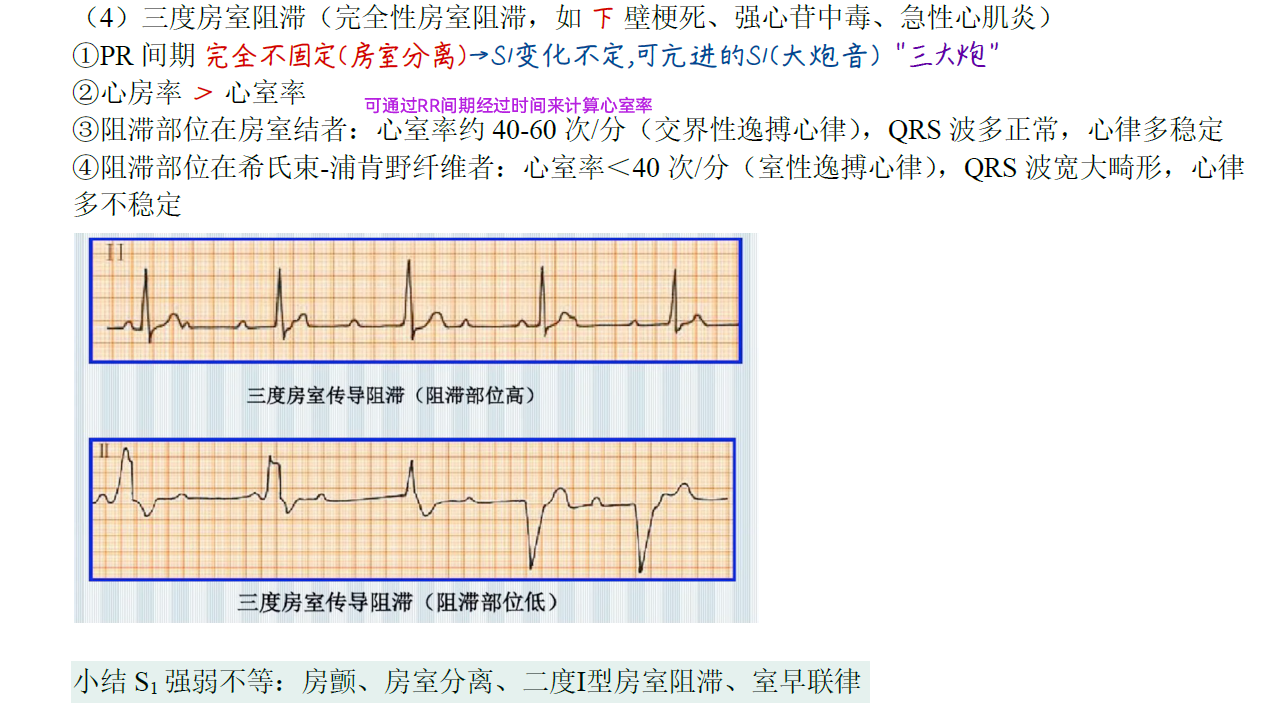 （4）三度房室阻滞（完全性房室阻滞，如 下 壁梗死、强心苷中毒、急性心肌炎）
①PR 间期 完全不固定(房室分离)→S1变化不定,可亢进的S1(大炮音) "三大炮"
②心房率 > 心室率
可通过RR间期经过时间来计算心室率
③阻滞部位在房室结者：心室率约 40-60 次/分（交界性逸搏心律），QRS 波多正常，心律多稳定
④阻滞部位在希氏束-浦肯野纤维者：心室率＜40 次/分（室性逸搏心律），QRS 波宽大畸形，心律
多不稳定
II
三度房室传导阻滞（阻滞部位高）
II
三度房室传导阻滞（阻滞部位低）
小结 S₁ 强弱不等：房颤、房室分离、二度Ⅰ型房室阻滞、室早联律